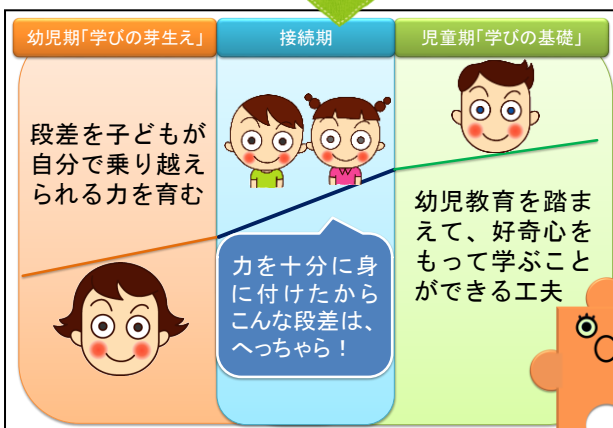 幼児期「学びの芽生え」
接続期
児童期「学びの基礎」
段差を子どもが
自分で乗り越え
られる力を育む
力を十分に身
に付けたから
こんな段差は、
へっちゃら！
幼児教育を踏ま
えて、好奇心を
もって学ぶこと
ができる工夫